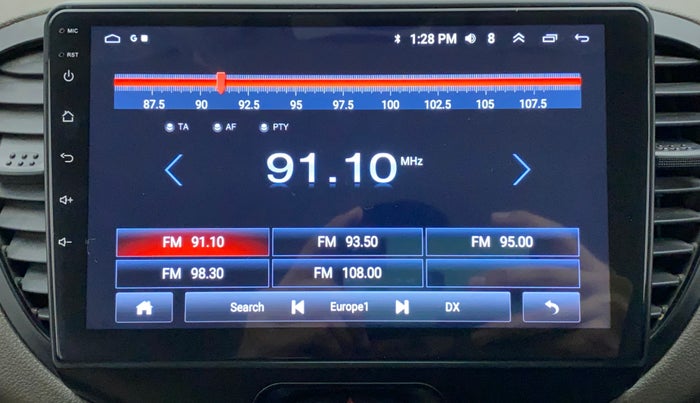 MIC
G 1:28 PM 8
RST
87.5 90 92.5 95 97.5 100 102.5 105 107.5
TA AF PTY
91.10 MHz
FM 91.10 FM 93.50 FM 95.00
FM 98.30 FM 108.00
Search Europe1 DX